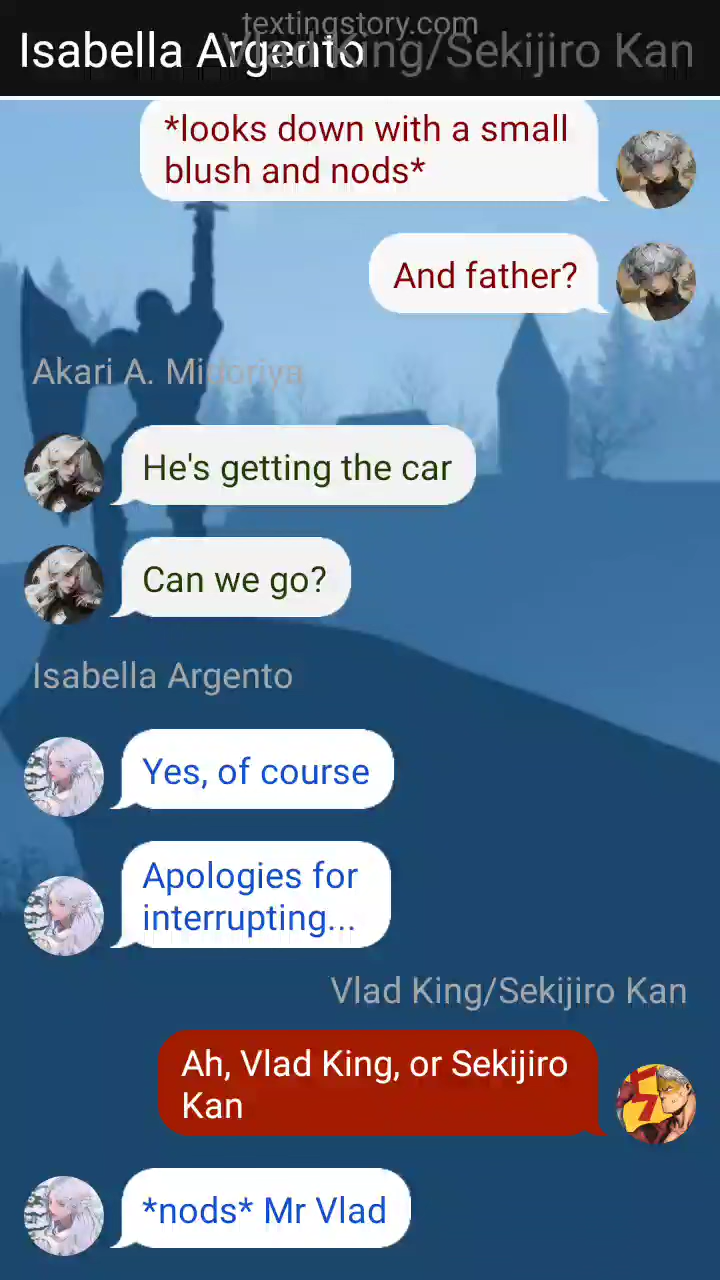 textingstory.com
Isabella Argento
Vlad King/Sekijiro Kan
*looks down with a small
blush and nods*
And father?
Akari A. Midoriya
He's getting the car
Can we go?
Isabella Argento
Yes, of course
Apologies for
interrupting...
Vlad King/Sekijiro Kan
Ah, Vlad King, or Sekijiro
Kan
*nods* Mr Vlad